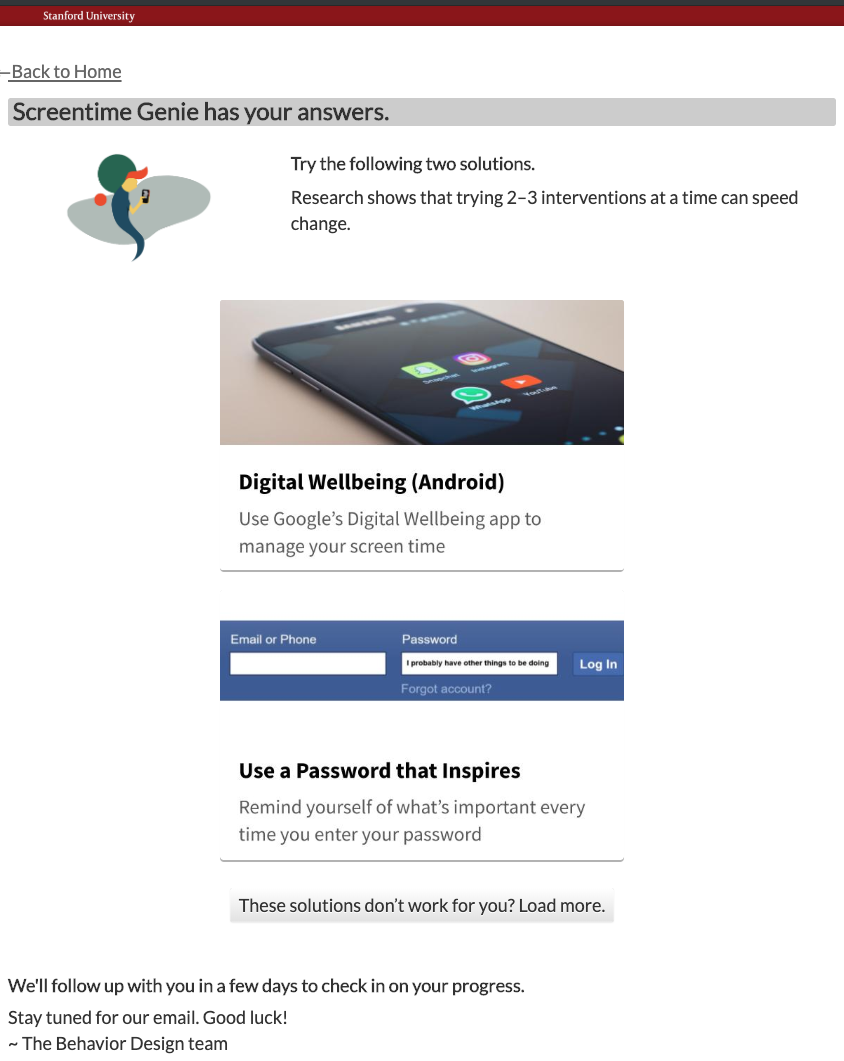 Stanford University
Back to Home
Screentime Genie has your answers.
Try the following two solutions.
Research shows that trying 2–3 interventions at a time can speed
change.
SAMSUNG
Snapchat
Instagram
WhatsApp
YouTube
Digital Wellbeing (Android)
Use Google’s Digital Wellbeing app to
manage your screen time
Email or Phone
Password
I probably have other things to be doing
Log In
Forgot account?
Use a Password that Inspires
Remind yourself of what’s important every
time you enter your password
These solutions don’t work for you? Load more.
We'll follow up with you in a few days to check in on your progress.
Stay tuned for our email. Good luck!
~ The Behavior Design team